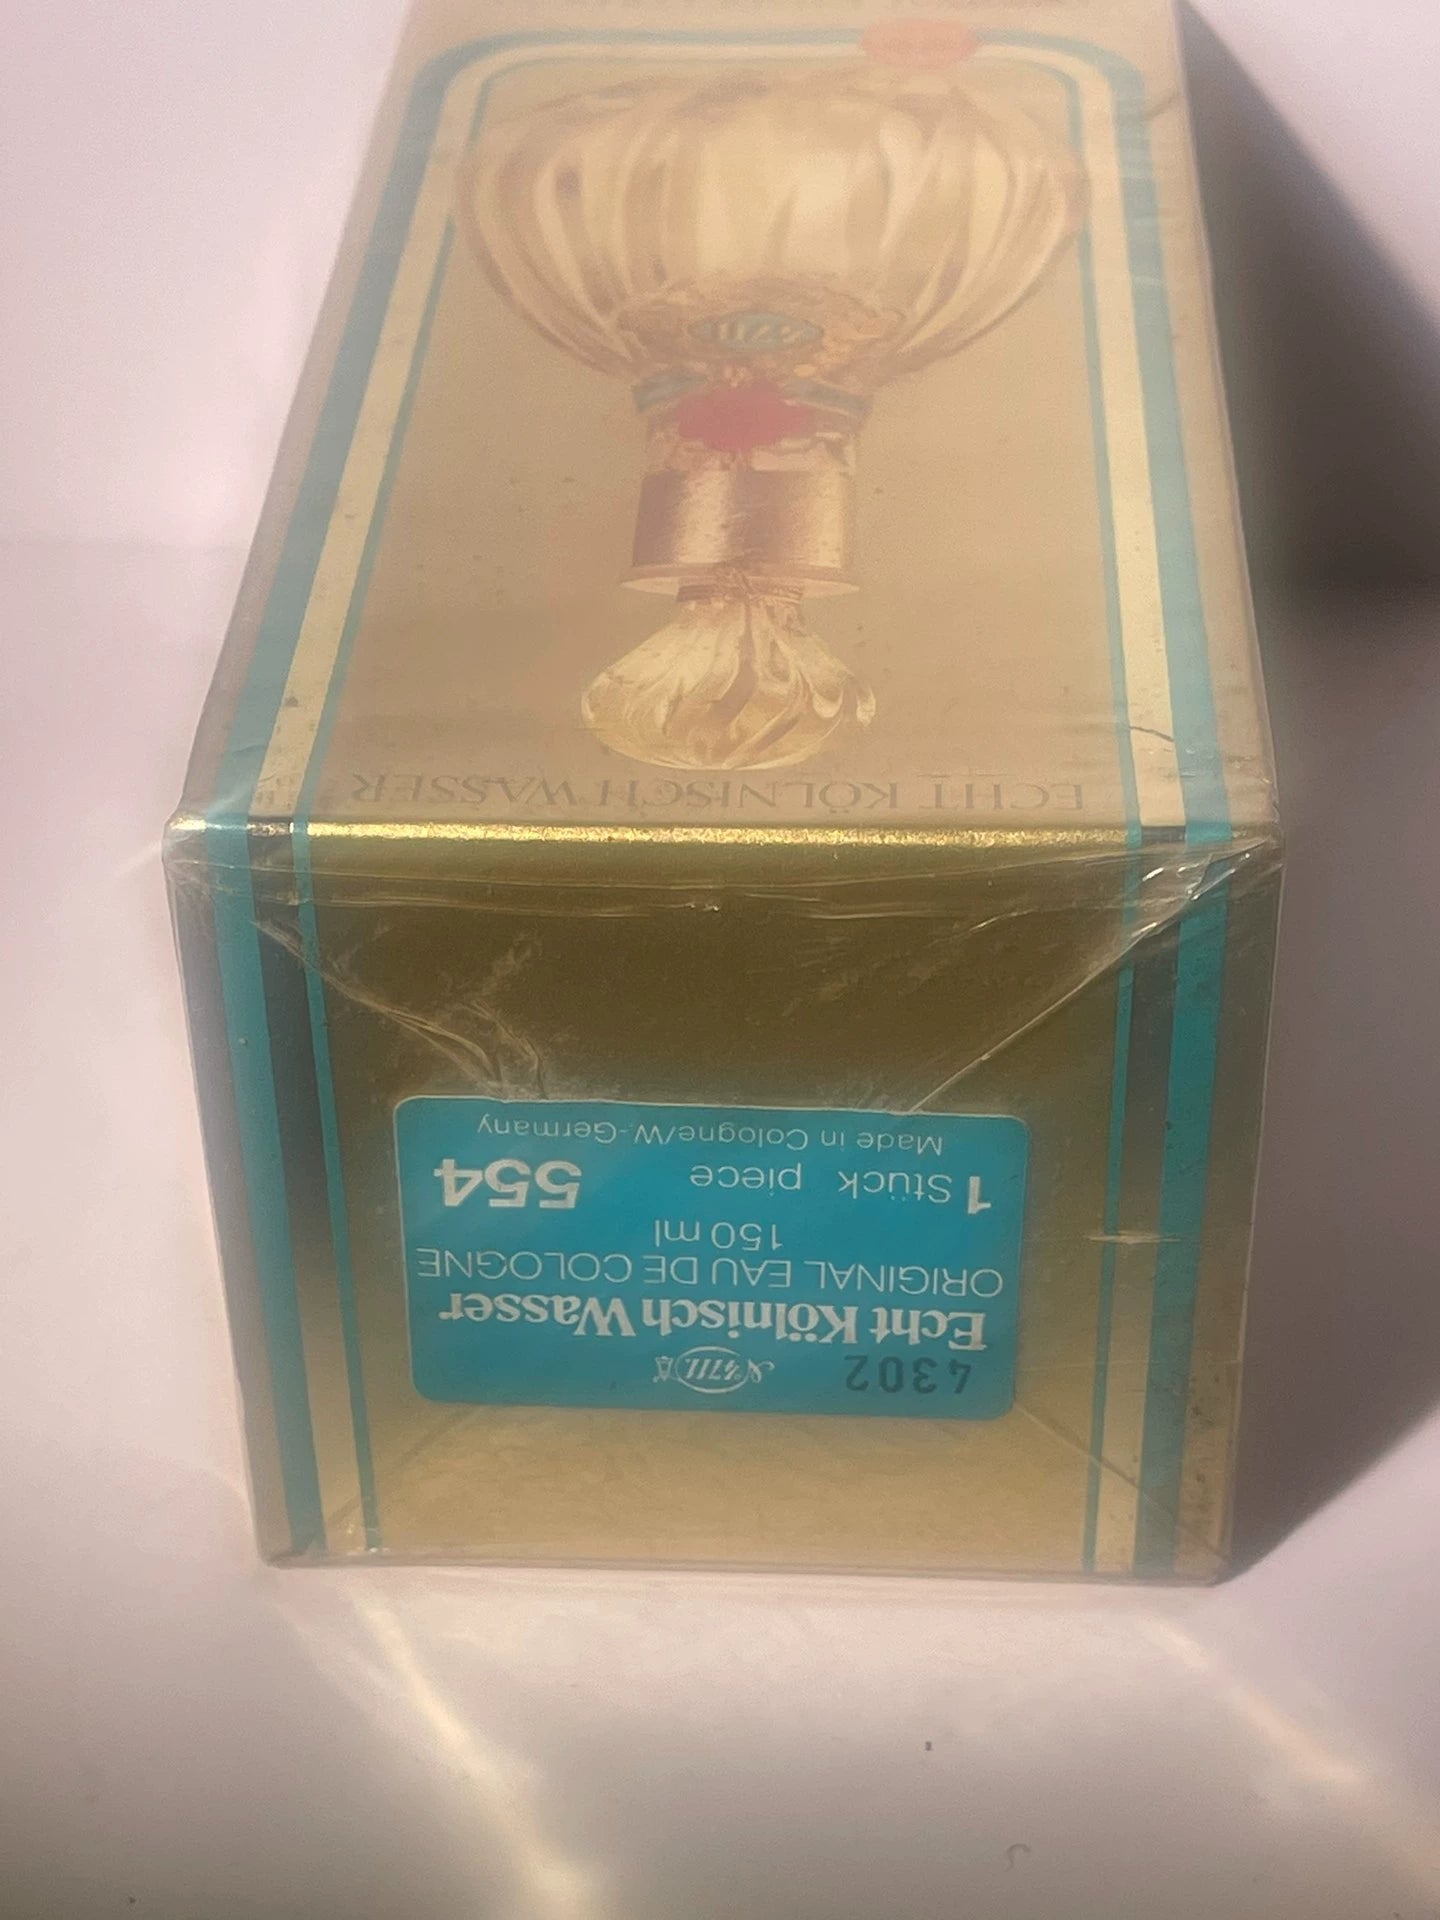 ECHT KÖLNISCH WASSER
4302
Nº 4711
Echt Kölnisch Wasser
ORIGINAL EAU DE COLOGNE
150 ml
1 Stück piece 554
Made in Cologne/W.-Germany